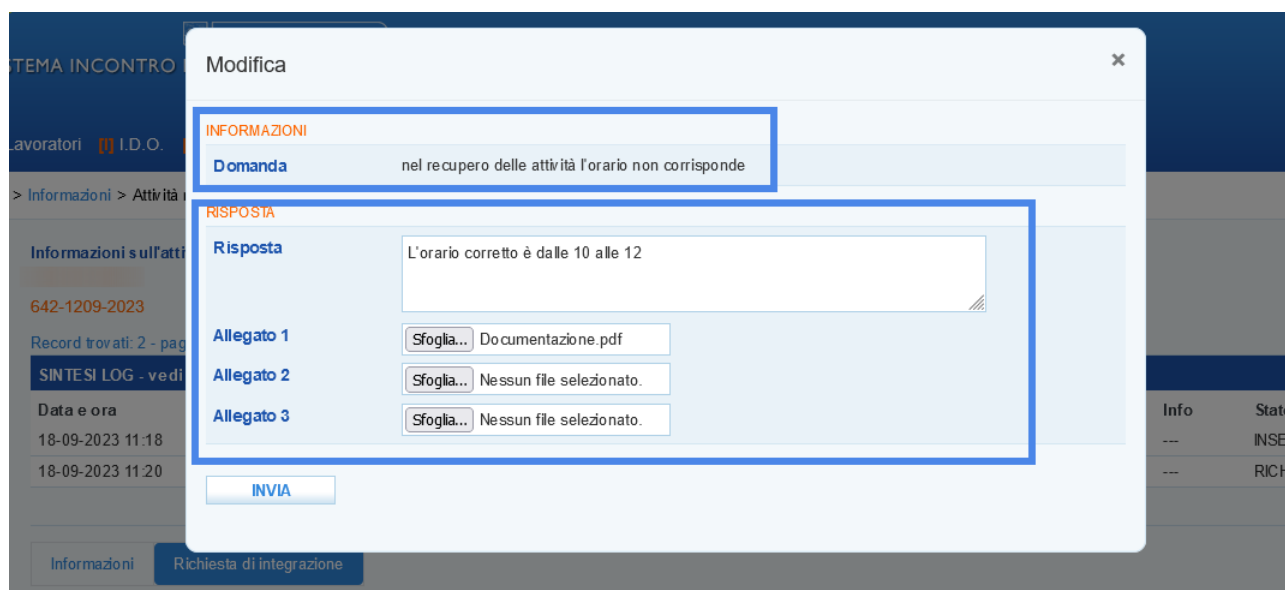 STEMA INCONTRO
Modifica
×
Lavoratori [I] I.D.O.
INFORMAZIONI
Domanda nel recupero delle attività l'orario non corrisponde
> Informazioni > Attività
RISPOSTA
Informazioni sull'atti
Risposta L'orario corretto è dalle 10 alle 12
642-1209-2023
Allegato 1 Sfoglia... Documentazione.pdf
Record trovati: 2 - pag
Allegato 2 Sfoglia... Nessun file selezionato.
SINTESI LOG - vedi
Allegato 3 Sfoglia... Nessun file selezionato.
Data e ora Info Stat
18-09-2023 11:18 --- INSE
18-09-2023 11:20 --- RICH
INVIA
Informazioni Richiesta di integrazione